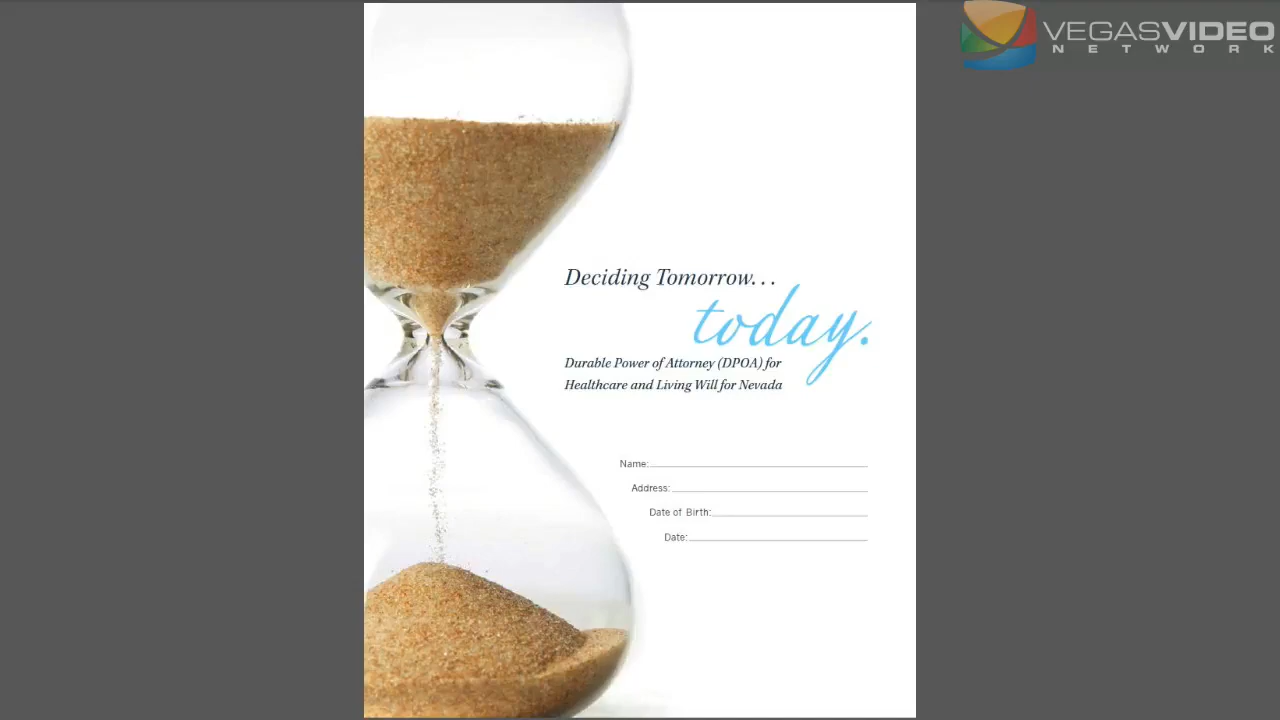 VEGASVIDEO
NETWORK
Deciding Tomorrow...
today.
Durable Power of Attorney (DPOA) for
Healthcare and Living Will for Nevada
Name:
Address:
Date of Birth:
Date: